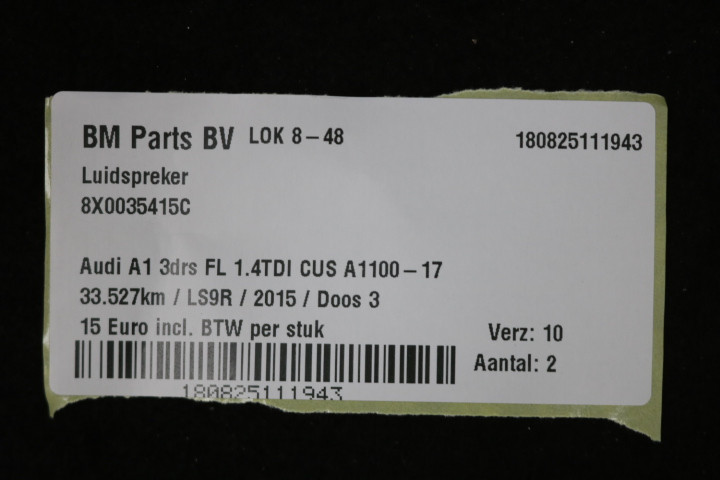 BM Parts BV LOK 8-48 180825111943
Luidspreker
8X0035415C
Audi A1 3drs FL 1.4TDI CUS A1100-17
33.527km / LS9R / 2015 / Doos 3
15 Euro incl. BTW per stuk Verz: 10
Aantal: 2
180825111943